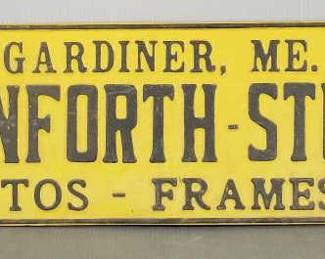 GARDINER, ME.
NFORTH-ST
TOS - FRAMES